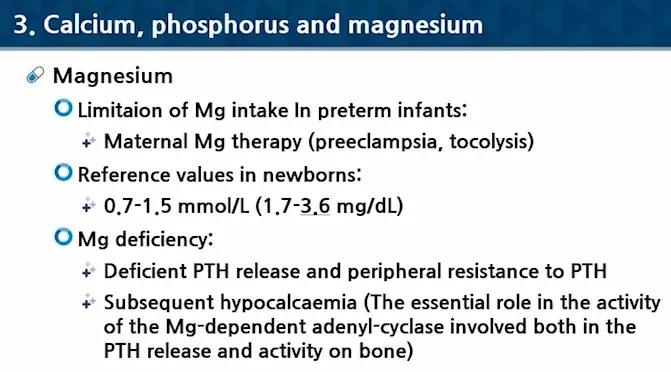 3. Calcium, phosphorus and magnesium
Magnesium
Limitaion of Mg intake In preterm infants:
Maternal Mg therapy (preeclampsia, tocolysis)
Reference values in newborns:
0.7-1.5 mmol/L (1.7-3.6 mg/dL)
Mg deficiency:
Deficient PTH release and peripheral resistance to PTH
Subsequent hypocalcaemia (The essential role in the activity
of the Mg-dependent adenyl-cyclase involved both in the
PTH release and activity on bone)